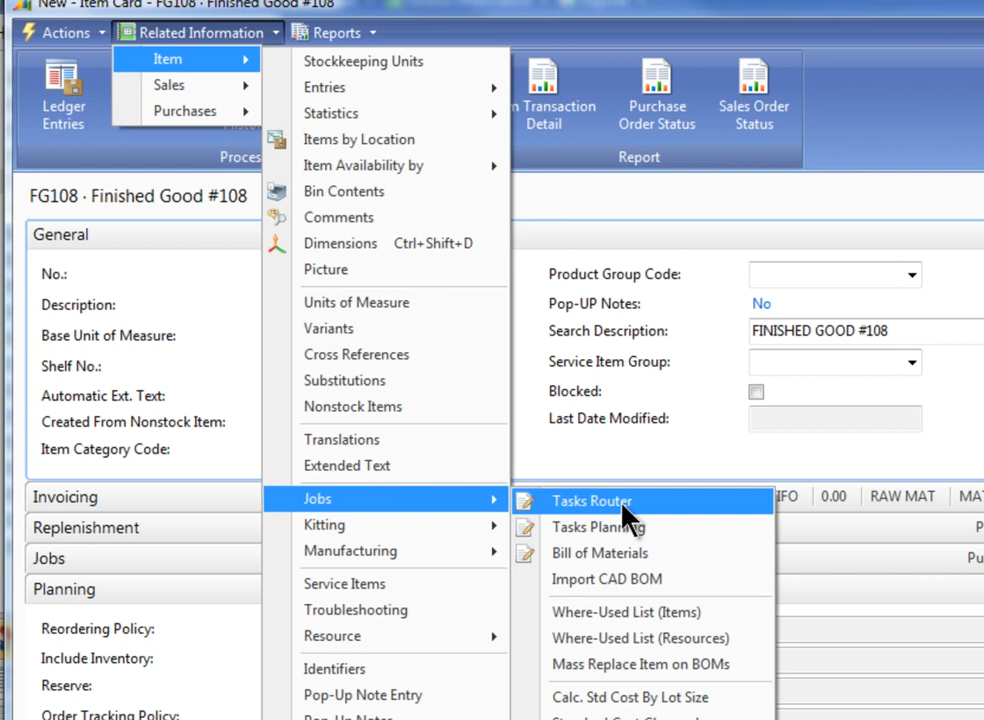 New - Item Card - FG108 · Finished Good #108
Actions Related Information Reports
Item
Sales
Purchases
Ledger Entries
Process
Stockkeeping Units
Entries
Statistics
Items by Location
Item Availability by
Bin Contents
Comments
Dimensions Ctrl+Shift+D
Picture
Units of Measure
Variants
Cross References
Substitutions
Nonstock Items
Translations
Extended Text
Jobs
Kitting
Manufacturing
Service Items
Troubleshooting
Resource
Identifiers
Pop-Up Note Entry
Pop-Up Notes
Transaction Detail
Purchase Order Status
Sales Order Status
Report
FG108 · Finished Good #108
General
No.:
Description:
Base Unit of Measure:
Shelf No.:
Automatic Ext. Text:
Created From Nonstock Item:
Item Category Code:
Product Group Code:
Pop-UP Notes: No
Search Description: FINISHED GOOD #108
Service Item Group:
Blocked:
Last Date Modified:
Invoicing
FIFO 0.00 RAW MAT
Replenishment
Jobs
Planning
Reordering Policy:
Include Inventory:
Reserve:
Order Tracking Policy:
Tasks Router
Tasks Planning
Bill of Materials
Import CAD BOM
Where-Used List (Items)
Where-Used List (Resources)
Mass Replace Item on BOMs
Calc. Std Cost By Lot Size